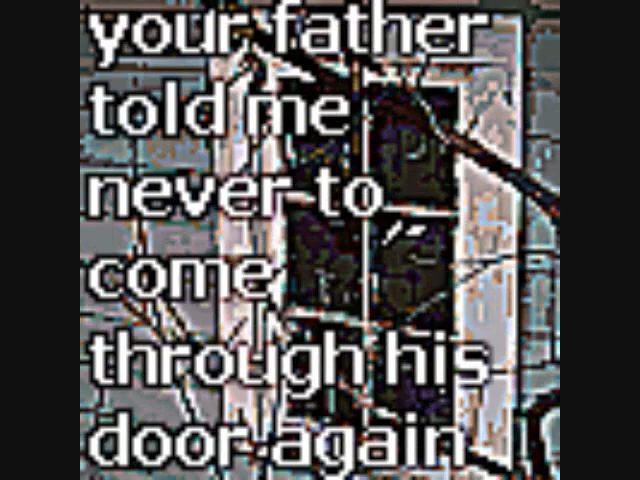 your father
told me
never to
come
through his
door again